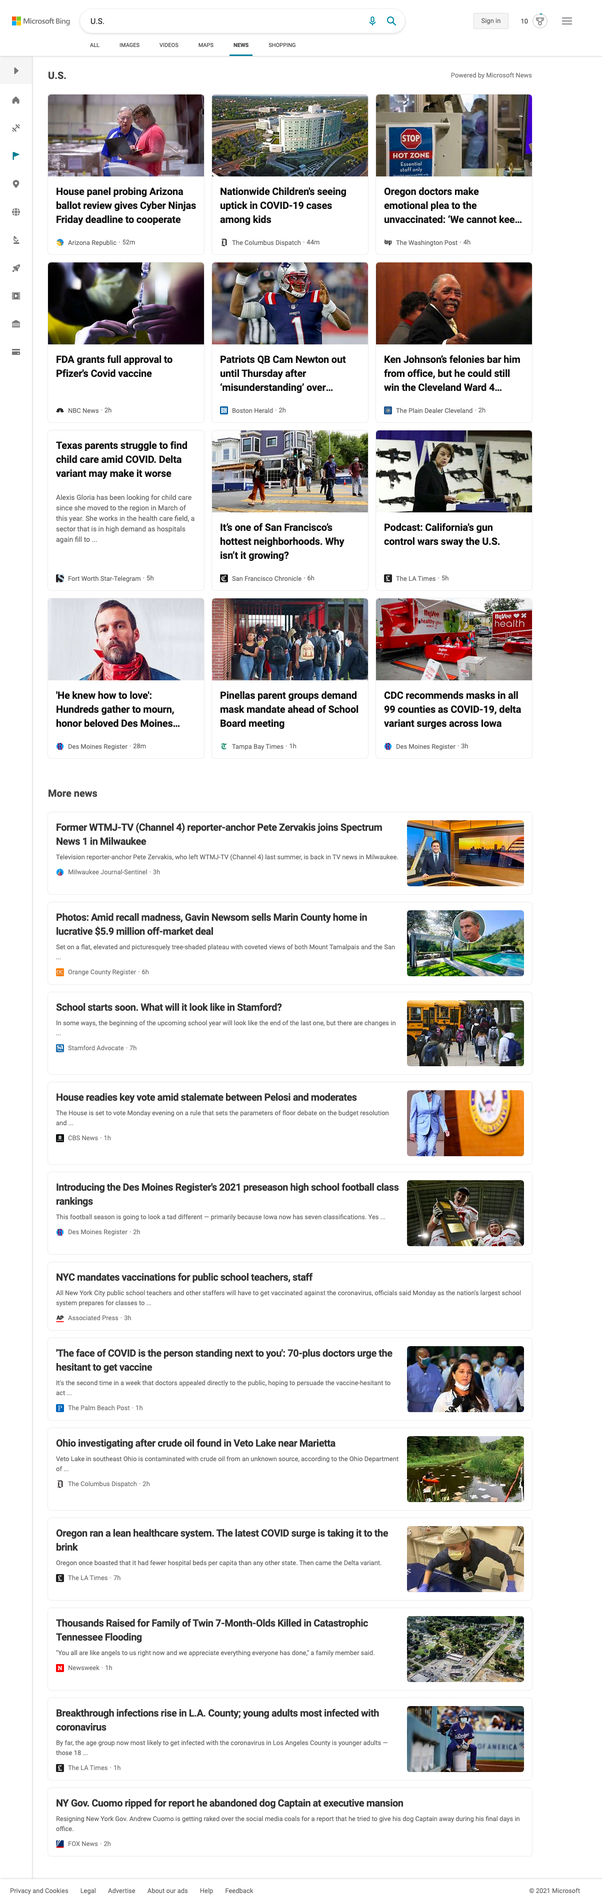 Microsoft Bing
U.S.
Sign in
10
ALL IMAGES VIDEOS MAPS NEWS SHOPPING
U.S.
Powered by Microsoft News
STOP
HOT ZONE
Essential
staff only
House panel probing Arizona
ballot review gives Cyber Ninjas
Friday deadline to cooperate
Arizona Republic · 52m
Nationwide Children's seeing
uptick in COVID-19 cases
among kids
The Columbus Dispatch · 44m
Oregon doctors make
emotional plea to the
unvaccinated: 'We cannot kee...
The Washington Post · 4h
FDA grants full approval to
Pfizer's Covid vaccine
NBC News · 2h
Patriots QB Cam Newton out
until Thursday after
'misunderstanding' over...
Boston Herald · 2h
Ken Johnson's felonies bar him
from office, but he could still
win the Cleveland Ward 4...
The Plain Dealer Cleveland · 2h
Texas parents struggle to find
child care amid COVID. Delta
variant may make it worse
Alexis Gloria has been looking for child care
since she moved to the region in March of
this year. She works in the health care field, a
sector that is in high demand as hospitals
again fill to ...
Fort Worth Star-Telegram · 5h
It's one of San Francisco's
hottest neighborhoods. Why
isn't it growing?
San Francisco Chronicle · 6h
Podcast: California's gun
control wars sway the U.S.
The LA Times · 5h
HyVee
health
'He knew how to love':
Hundreds gather to mourn,
honor beloved Des Moines...
Des Moines Register · 28m
Pinellas parent groups demand
mask mandate ahead of School
Board meeting
Tampa Bay Times · 1h
CDC recommends masks in all
99 counties as COVID-19, delta
variant surges across Iowa
Des Moines Register · 3h
More news
Former WTMJ-TV (Channel 4) reporter-anchor Pete Zervakis joins Spectrum
News 1 in Milwaukee
Television reporter-anchor Pete Zervakis, who left WTMJ-TV (Channel 4) last summer, is back in TV news in Milwaukee.
Milwaukee Journal-Sentinel · 3h
Photos: Amid recall madness, Gavin Newsom sells Marin County home in
lucrative $5.9 million off-market deal
Set on a flat, elevated and picturesquely tree-shaded plateau with coveted views of both Mount Tamalpais and the San
...
Orange County Register · 6h
School starts soon. What will it look like in Stamford?
In some ways, the beginning of the upcoming school year will look like the end of the last one, but there are changes in
...
Stamford Advocate · 7h
House readies key vote amid stalemate between Pelosi and moderates
The House is set to vote Monday evening on a rule that sets the parameters of floor debate on the budget resolution
and ...
CBS News · 1h
Introducing the Des Moines Register's 2021 preseason high school football class
rankings
This football season is going to look a tad different — primarily because Iowa now has seven classifications. Yes ...
Des Moines Register · 2h
NYC mandates vaccinations for public school teachers, staff
All New York City public school teachers and other staffers will have to get vaccinated against the coronavirus, officials said Monday as the nation's largest school
system prepares for classes to ...
AP Associated Press · 3h
'The face of COVID is the person standing next to you': 70-plus doctors urge the
hesitant to get vaccine
It's the second time in a week that doctors appealed directly to the public, hoping to persuade the vaccine-hesitant to
act ...
The Palm Beach Post · 1h
Ohio investigating after crude oil found in Veto Lake near Marietta
Veto Lake in southeast Ohio is contaminated with crude oil from an unknown source, according to the Ohio Department
of ...
The Columbus Dispatch · 2h
Oregon ran a lean healthcare system. The latest COVID surge is taking it to the
brink
Oregon once boasted that it had fewer hospital beds per capita than any other state. Then came the Delta variant.
The LA Times · 7h
Thousands Raised for Family of Twin 7-Month-Olds Killed in Catastrophic
Tennessee Flooding
"You all are like angels to us right now and we appreciate everything everyone has done," a family member said.
N Newsweek · 1h
Breakthrough infections rise in L.A. County; young adults most infected with
coronavirus
By far, the age group now most likely to get infected with the coronavirus in Los Angeles County is younger adults —
those 18 ...
The LA Times · 1h
OF AMERICA
NY Gov. Cuomo ripped for report he abandoned dog Captain at executive mansion
Resigning New York Gov. Andrew Cuomo is getting raked over the social media coals for a report that he tried to give his dog Captain away during his final days in
office.
FOX News · 2h
Privacy and Cookies Legal Advertise About our ads Help Feedback
© 2021 Microsoft